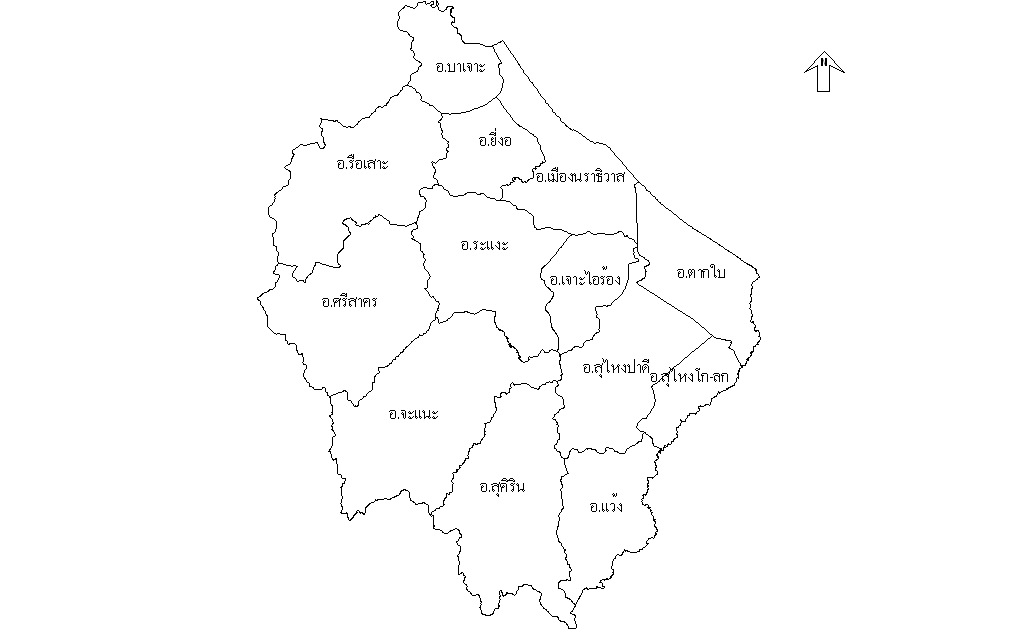 N
อ.บาเจาะ
อ.ยี่งอ
อ.รือเสาะ
อ.เมืองนราธิวาส
อ.ระแงะ
อ.ตากใบ
อ.เจาะไอร้อง
อ.ศรีสาคร
อ.สุไหงปาดี
อ.สุไหงโก-ลก
อ.จะแนะ
อ.สุคิริน
อ.แว้ง